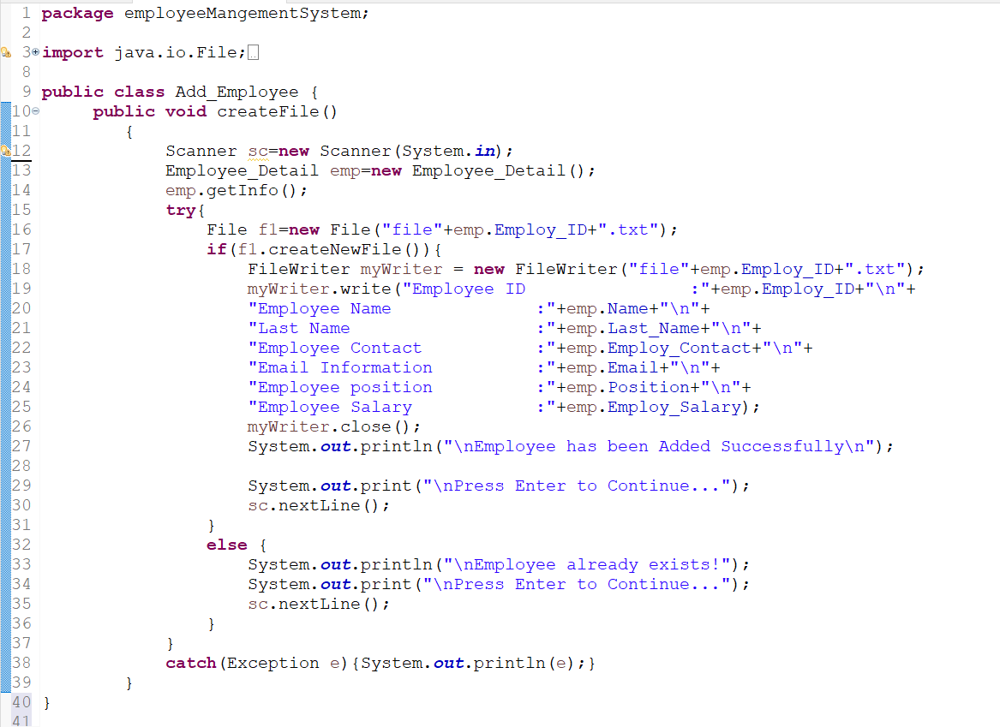 1 package employeeMangementSystem;
2
3 import java.io.File;
8
9 public class Add_Employee {
10     public void createFile()
11        {
12            Scanner sc=new Scanner(System.in);
13            Employee_Detail emp=new Employee_Detail();
14            emp.getInfo();
15            try{
16                File f1=new File("file"+emp.Employ_ID+".txt");
17                if(f1.createNewFile()){
18                    FileWriter myWriter = new FileWriter("file"+emp.Employ_ID+".txt");
19                    myWriter.write("Employee ID                :"+emp.Employ_ID+"\n"+
20                    "Employee Name              :"+emp.Name+"\n"+
21                    "Last Name                  :"+emp.Last_Name+"\n"+
22                    "Employee Contact           :"+emp.Employ_Contact+"\n"+
23                    "Email Information          :"+emp.Email+"\n"+
24                    "Employee position          :"+emp.Position+"\n"+
25                    "Employee Salary            :"+emp.Employ_Salary);
26                    myWriter.close();
27                    System.out.println("\nEmployee has been Added Successfully\n");
28
29                    System.out.print("\nPress Enter to Continue...");
30                    sc.nextLine();
31                }
32                else {
33                    System.out.println("\nEmployee already exists!");
34                    System.out.print("\nPress Enter to Continue...");
35                    sc.nextLine();
36                }
37            }
38            catch(Exception e){System.out.println(e);}
39        }
40 }
41